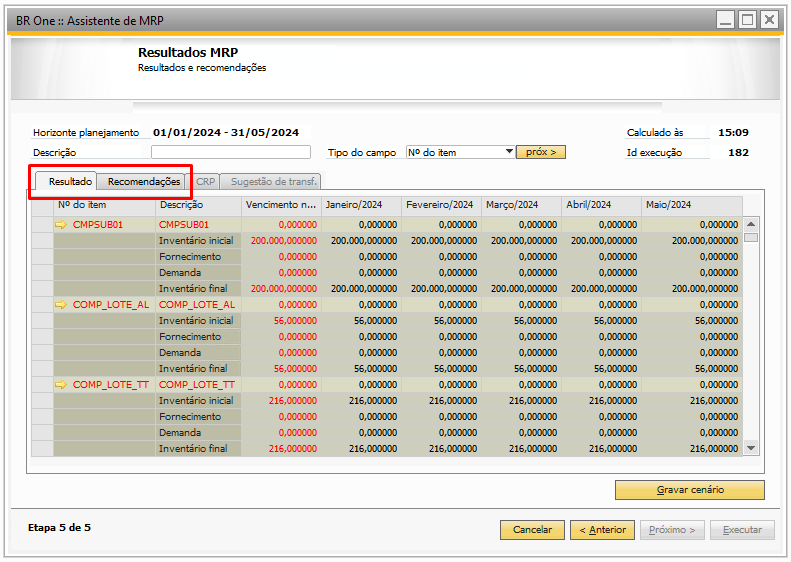 BR One :: Assistente de MRP
Resultados MRP
Resultados e recomendações
Horizonte planejamento 01/01/2024 - 31/05/2024 Calculado às 15:09
Descrição Tipo do campo Nº do item próx > Id execução 182
Resultado Recomendações CRP Sugestão de transf.
Nº do item Descrição Vencimento n... Janeiro/2024 Fevereiro/2024 Março/2024 Abril/2024 Maio/2024
CMPSUB01 CMPSUB01 0,000000 0,000000 0,000000 0,000000 0,000000 0,000000
Inventário inicial 200.000,000000 200.000,000000 200.000,000000 200.000,000000 200.000,000000 200.000,000000
Fornecimento 0,000000 0,000000 0,000000 0,000000 0,000000 0,000000
Demanda 0,000000 0,000000 0,000000 0,000000 0,000000 0,000000
Inventário final 200.000,000000 200.000,000000 200.000,000000 200.000,000000 200.000,000000 200.000,000000
COMP_LOTE_AL COMP_LOTE_AL 0,000000 0,000000 0,000000 0,000000 0,000000 0,000000
Inventário inicial 56,000000 56,000000 56,000000 56,000000 56,000000 56,000000
Fornecimento 0,000000 0,000000 0,000000 0,000000 0,000000 0,000000
Demanda 0,000000 0,000000 0,000000 0,000000 0,000000 0,000000
Inventário final 56,000000 56,000000 56,000000 56,000000 56,000000 56,000000
COMP_LOTE_TT COMP_LOTE_TT 0,000000 0,000000 0,000000 0,000000 0,000000 0,000000
Inventário inicial 216,000000 216,000000 216,000000 216,000000 216,000000 216,000000
Fornecimento 0,000000 0,000000 0,000000 0,000000 0,000000 0,000000
Demanda 0,000000 0,000000 0,000000 0,000000 0,000000 0,000000
Inventário final 216,000000 216,000000 216,000000 216,000000 216,000000 216,000000
Gravar cenário
Etapa 5 de 5 Cancelar < Anterior Próximo > Executar